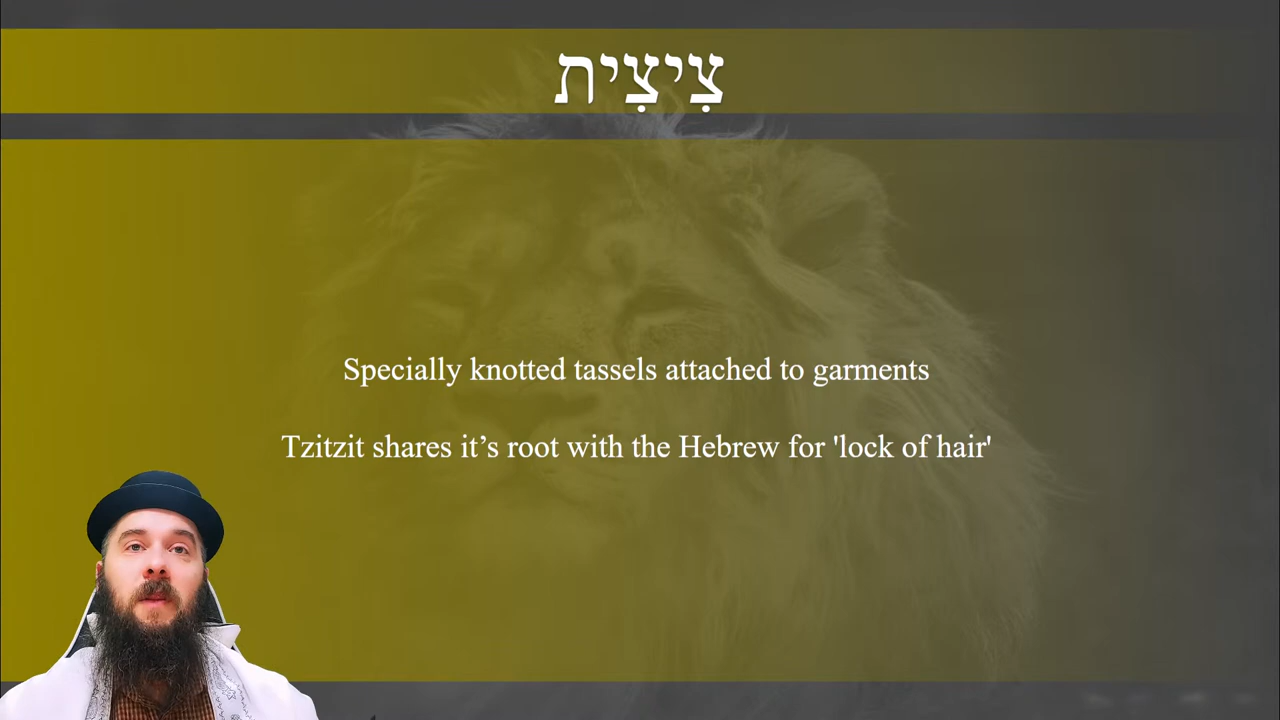 צִיצִית
Specially knotted tassels attached to garments
Tzitzit shares it’s root with the Hebrew for 'lock of hair'